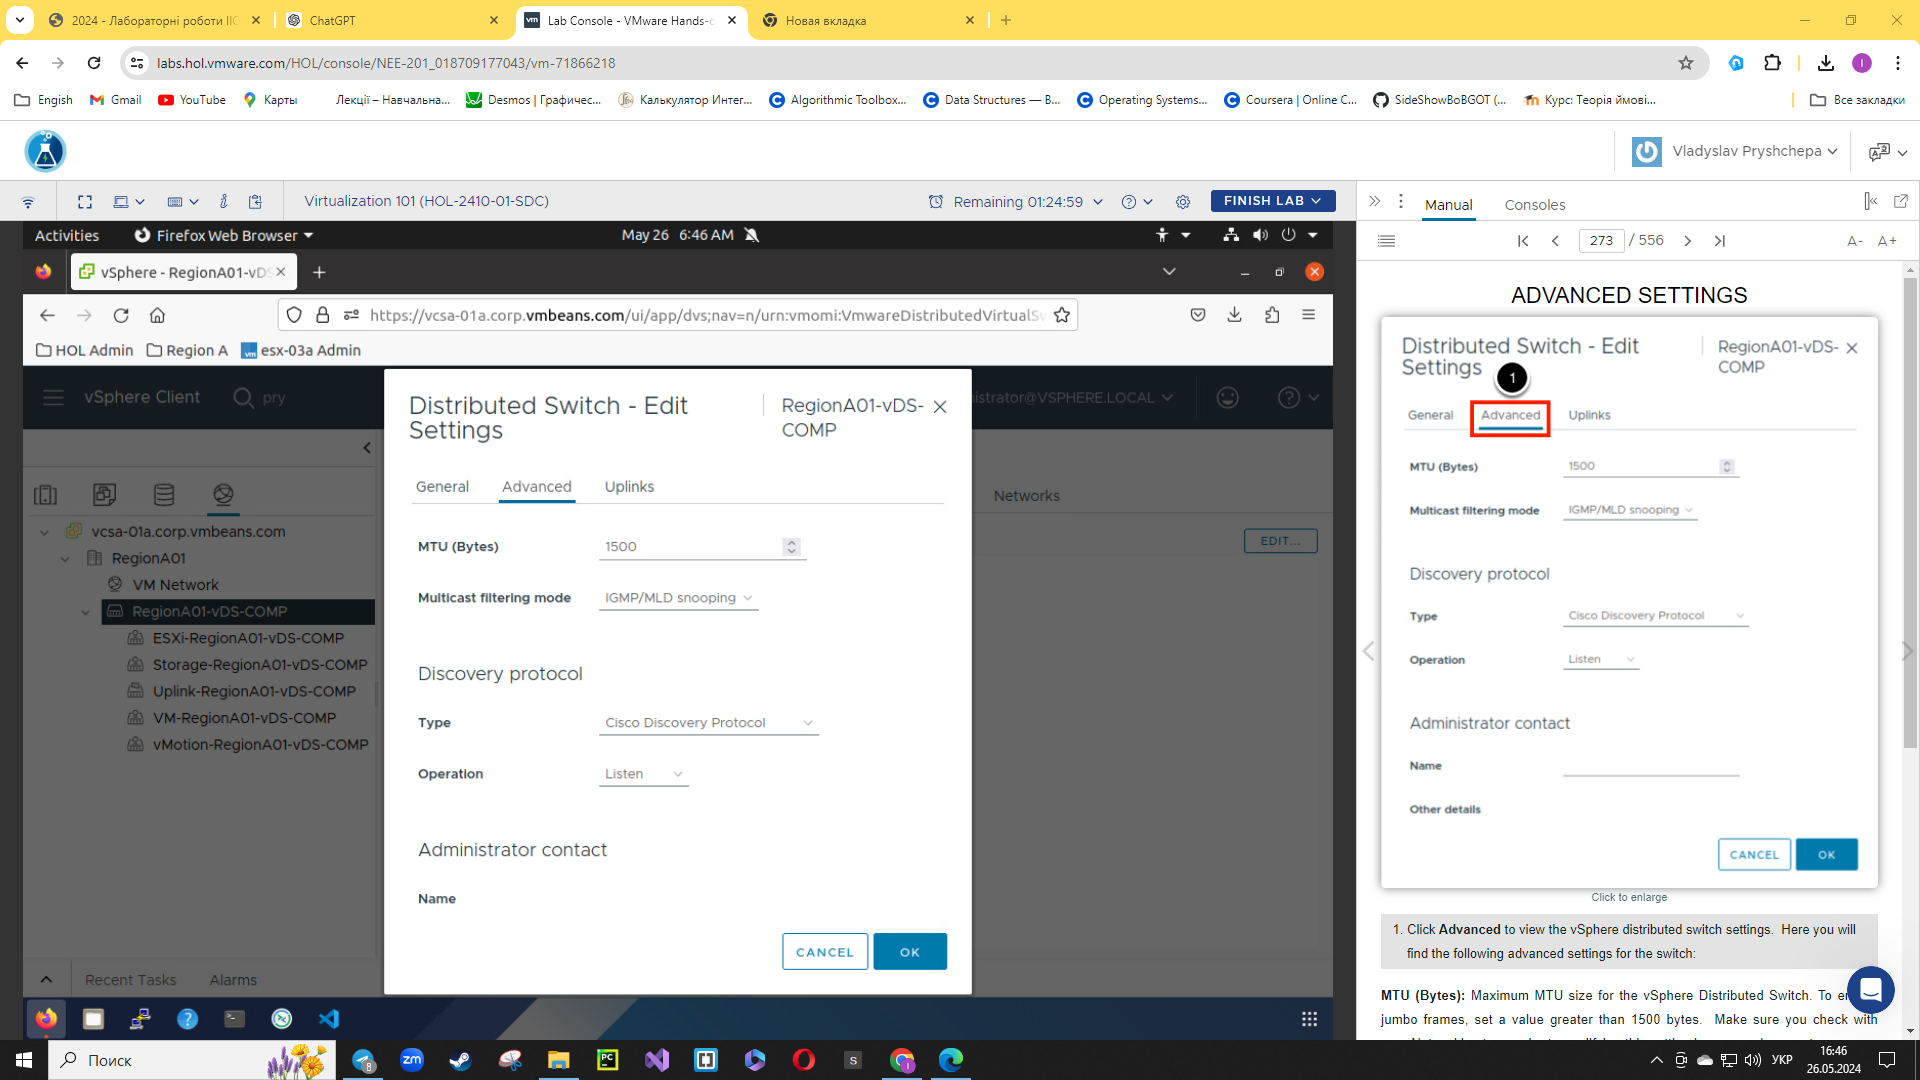 2024 - Лабораторні роботи ІІС
ChatGPT
Lab Console - VMware Hands-o
Новая вкладка
labs.hol.vmware.com/HOL/console/NEE-201_018709177043/vm-71866218
Engish
Gmail
YouTube
Карты
Лекції – Навчальна...
Desmos | Графичес...
Калькулятор Интег...
Algorithmic Toolbox...
Data Structures — В...
Operating Systems...
Coursera | Online C...
SideShowBoBGOT (...
Курс: Теорія ймові...
Все закладки
Vladyslav Pryshchepa
Virtualization 101 (HOL-2410-01-SDC)
Remaining 01:24:59
FINISH LAB
Manual
Consoles
273 / 556
A-
A+
Activities
Firefox Web Browser
May 26 6:46 AM
vSphere - RegionA01-vDS
https://vcsa-01a.corp.vmbeans.com/ui/app/dvs;nav=n/urn:vmomi:VmwareDistributedVirtualSw
HOL Admin
Region A
esx-03a Admin
vSphere Client
pry
istrator@VSPHERE.LOCAL
Networks
EDIT...
vcsa-01a.corp.vmbeans.com
RegionA01
VM Network
RegionA01-vDS-COMP
ESXi-RegionA01-vDS-COMP
Storage-RegionA01-vDS-COMP
Uplink-RegionA01-vDS-COMP
VM-RegionA01-vDS-COMP
vMotion-RegionA01-vDS-COMP
Recent Tasks
Alarms
Distributed Switch - Edit
Settings
RegionA01-vDS-
COMP
General
Advanced
Uplinks
MTU (Bytes)
1500
Multicast filtering mode
IGMP/MLD snooping
Discovery protocol
Type
Cisco Discovery Protocol
Operation
Listen
Administrator contact
Name
CANCEL
OK
ADVANCED SETTINGS
Distributed Switch - Edit
Settings
RegionA01-vDS-
COMP
1
General
Advanced
Uplinks
MTU (Bytes)
1500
Multicast filtering mode
IGMP/MLD snooping
Discovery protocol
Type
Cisco Discovery Protocol
Operation
Listen
Administrator contact
Name
Other details
CANCEL
OK
Click to enlarge
1. Click Advanced to view the vSphere distributed switch settings. Here you will
find the following advanced settings for the switch:
MTU (Bytes): Maximum MTU size for the vSphere Distributed Switch. To en
jumbo frames, set a value greater than 1500 bytes. Make sure you check with
Поиск
8
zm
PC
S
УКР
16:46
26.05.2024